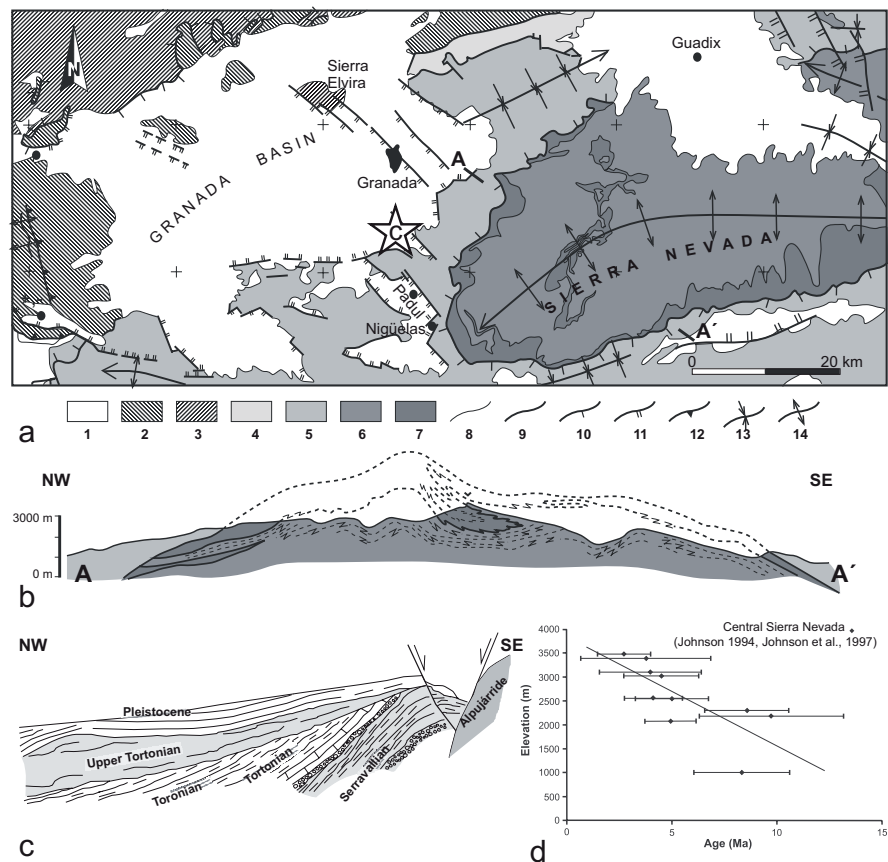 N
Sierra
Elvira
Guadix
GRANADA BASIN
A
Granada
C
SIERRA NEVADA
Padul
Nigüelas
A´
0 20 km
a
1 2 3 4 5 6 7 8 9 10 11 12 13 14
NW SE
3000 m
0 m
A A´
b
NW SE
Pleistocene
Upper Tortonian
Tortonian
Toronian
Serravallian
Alpujárride
c
Central Sierra Nevada
(Johnson 1994, Johnson et al., 1997)
Elevation (m)
4000
3500
3000
2500
2000
1500
1000
500
0
0 5 10 15
Age (Ma)
d